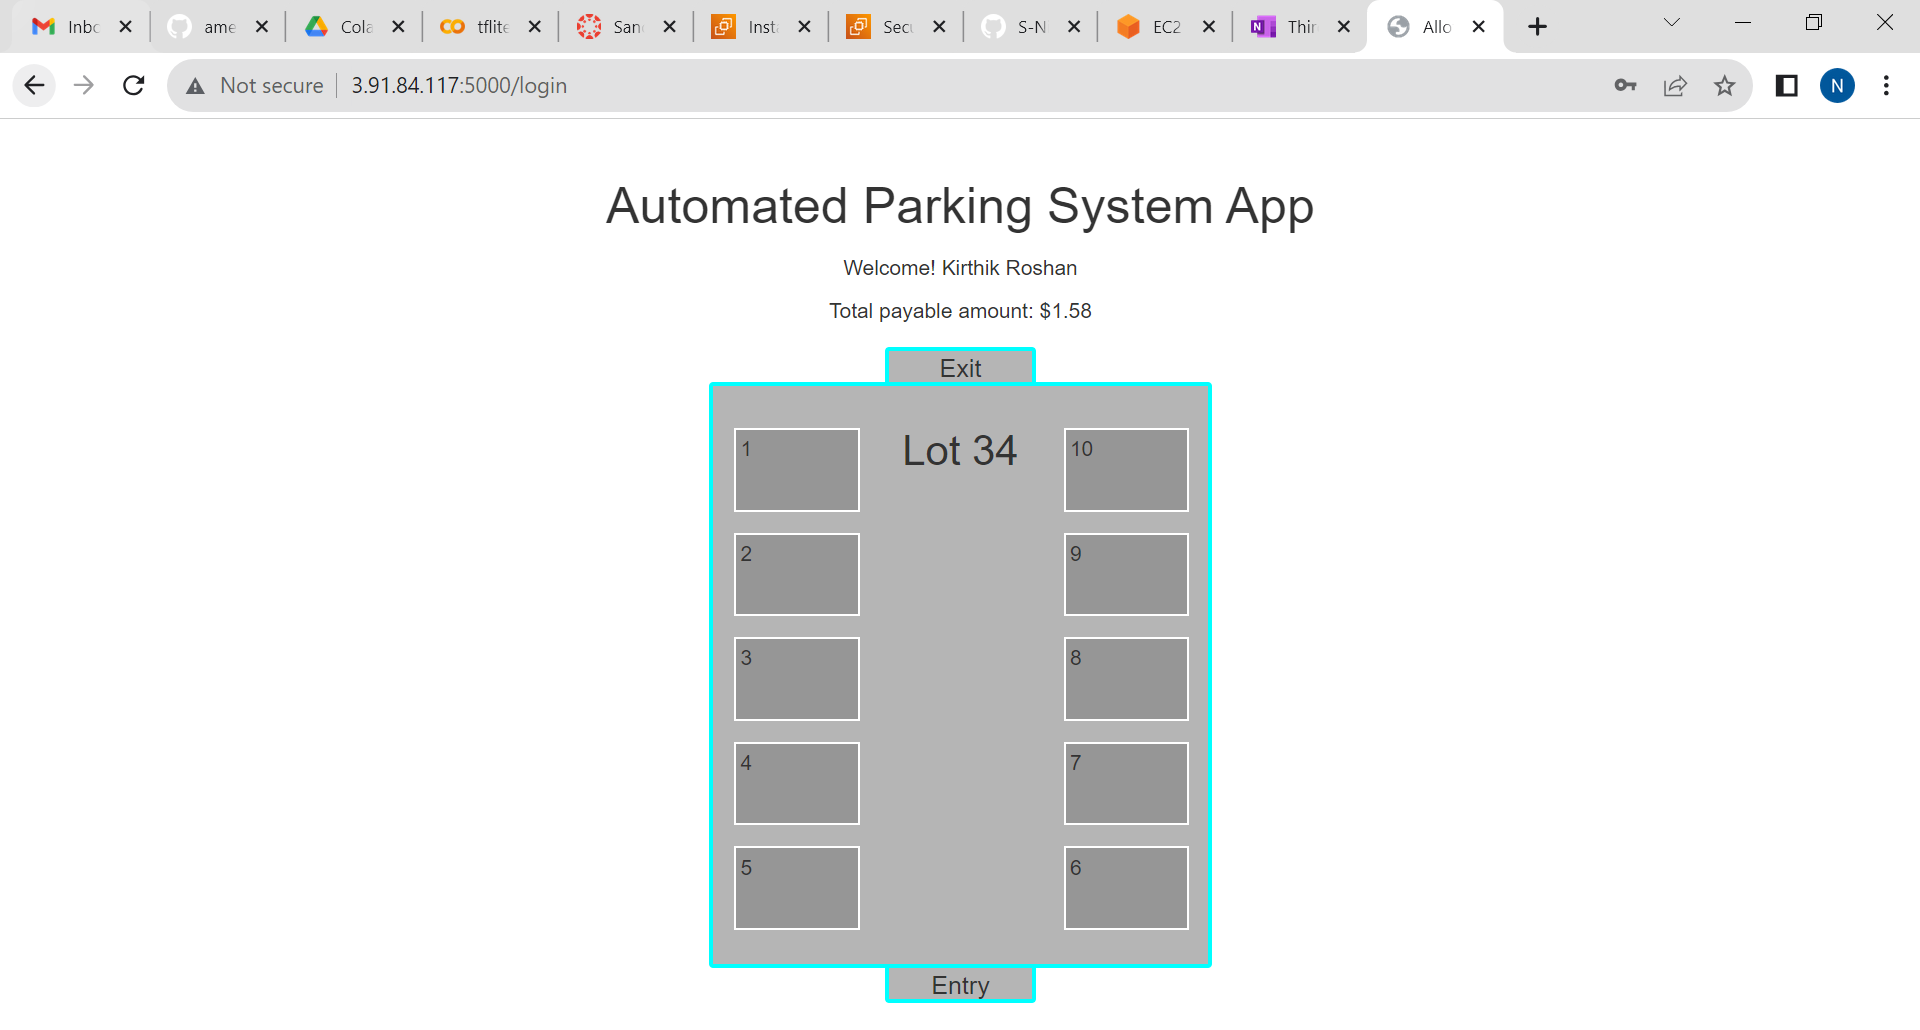 Inbc ame Cola tflite San Inst Secu S-N EC2 Thir Allo
Not secure 3.91.84.117:5000/login N
Automated Parking System App
Welcome! Kirthik Roshan
Total payable amount: $1.58
Exit
1 Lot 34 10
2 9
3 8
4 7
5 6
Entry